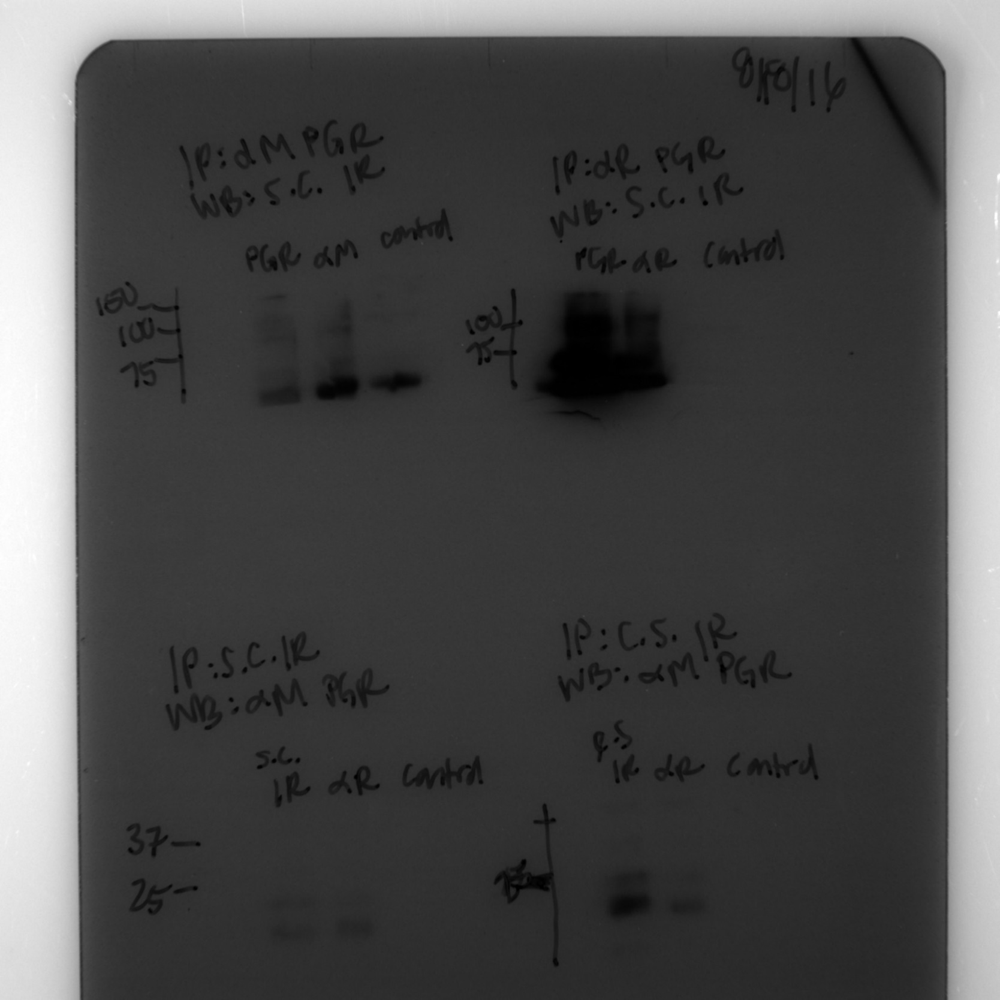 8/18/16
IP: αM PGR
WB: S.C. IR
PGR αM control
150
100
75
IP: αR PGR
WB: S.C. IR
PGR αR Control
100
75
IP: S.C. IR
WB: αM PGR
S.C.
IR αR Control
37
25
IP: C.S. IR
WB: αM PGR
C.S
IR αR Control